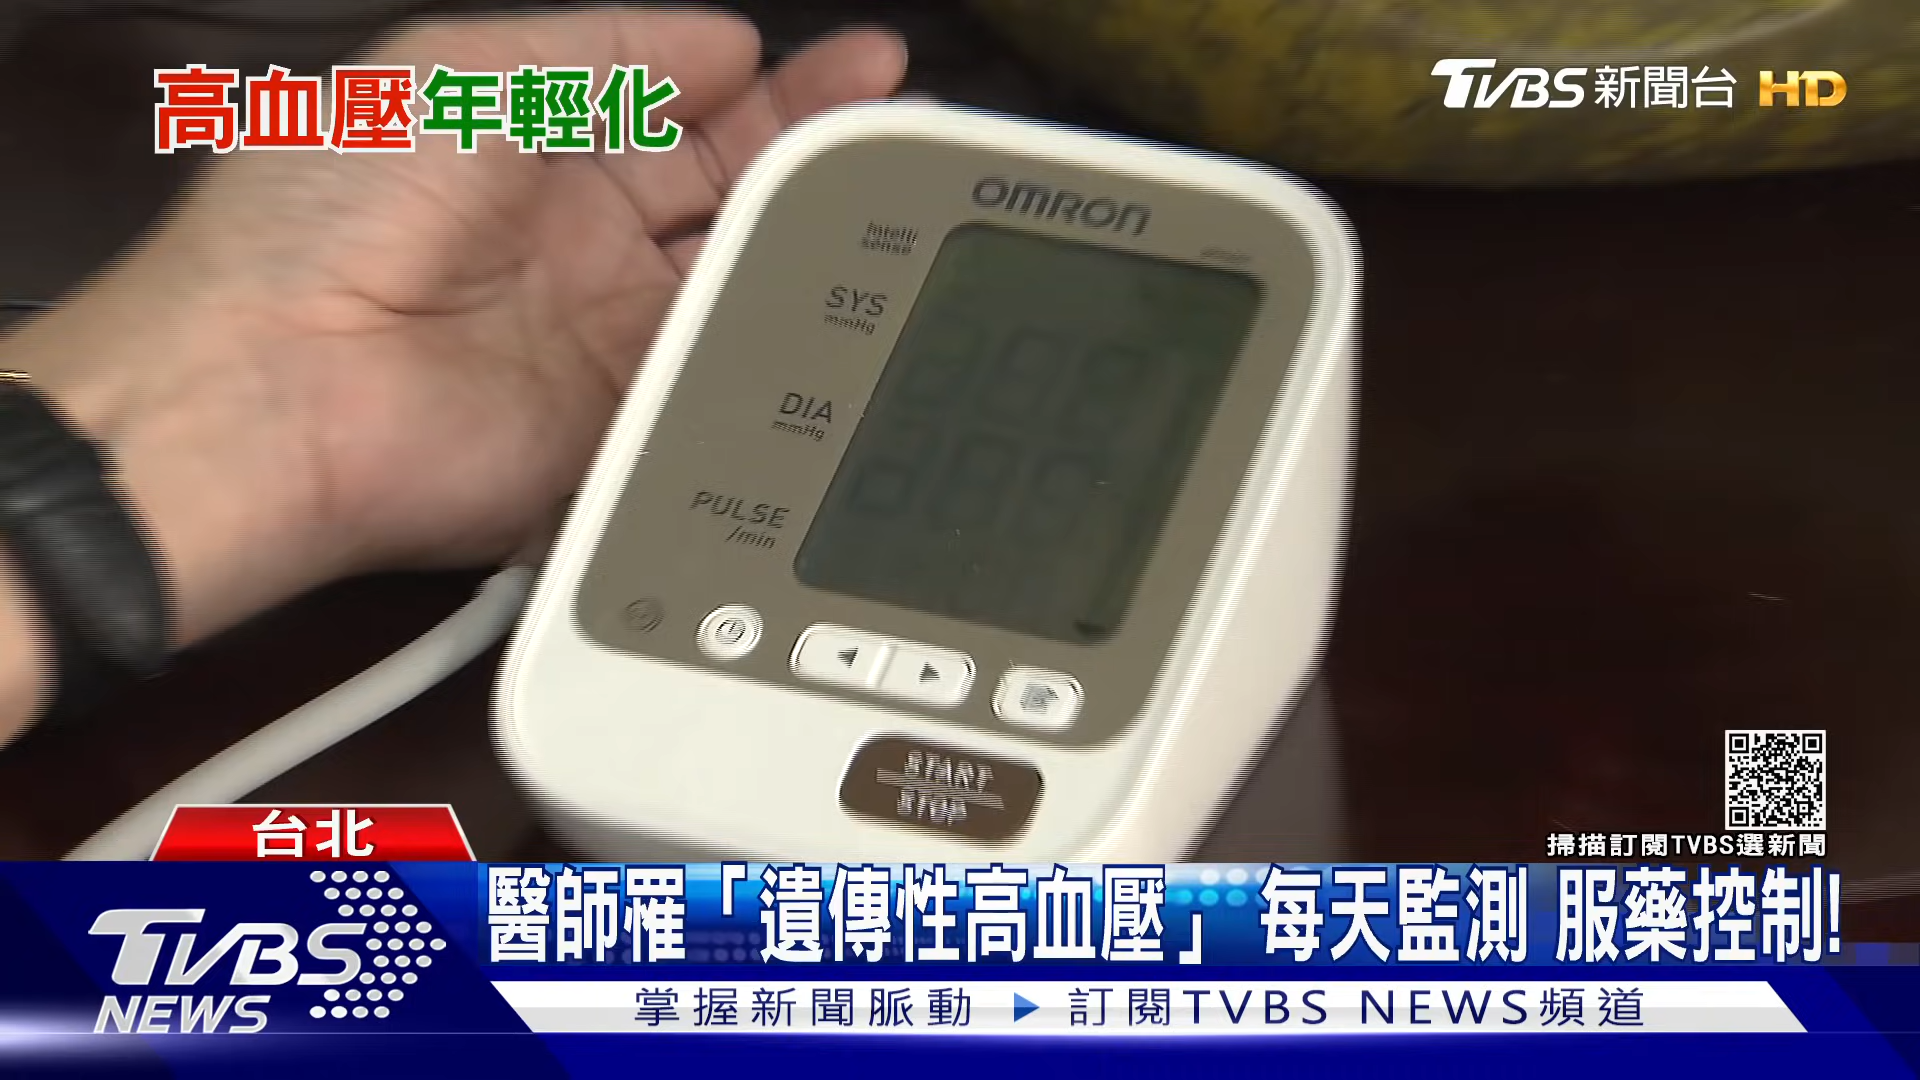 高血壓年輕化
TVBS新聞台 HD
OMRON
intelli
sense
SYS
mmHg
DIA
mmHg
PULSE
/min
START
STOP
掃描訂閱TVBS選新聞
台北
醫師罹「遺傳性高血壓」 每天監測 服藥控制!
TVBS
NEWS
掌握新聞脈動 ▶ 訂閱TVBS NEWS頻道